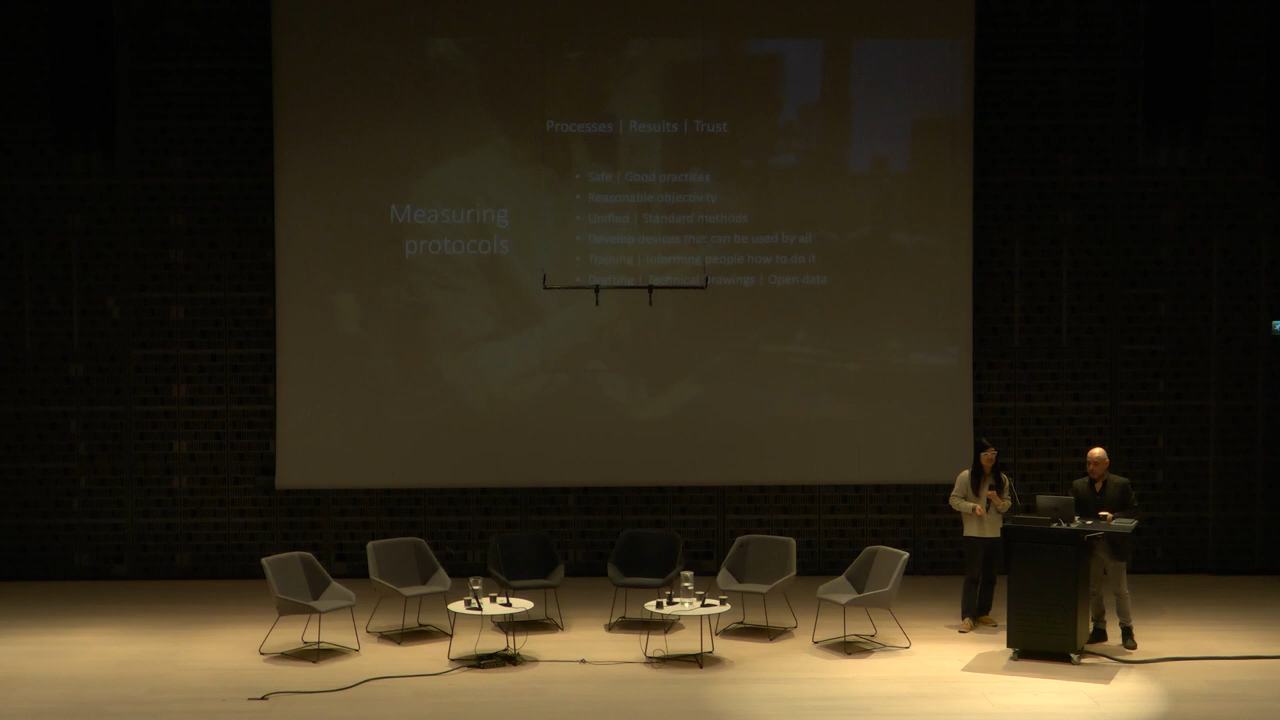 Processes | Results | Trust
Measuring
protocols
• Safe | Good practices
• Reasonable objectivity
• Unified | Standard methods
• Develop devices that can be used by all
• Training | Informing people how to do it
• Drafting | Technical drawings | Open data